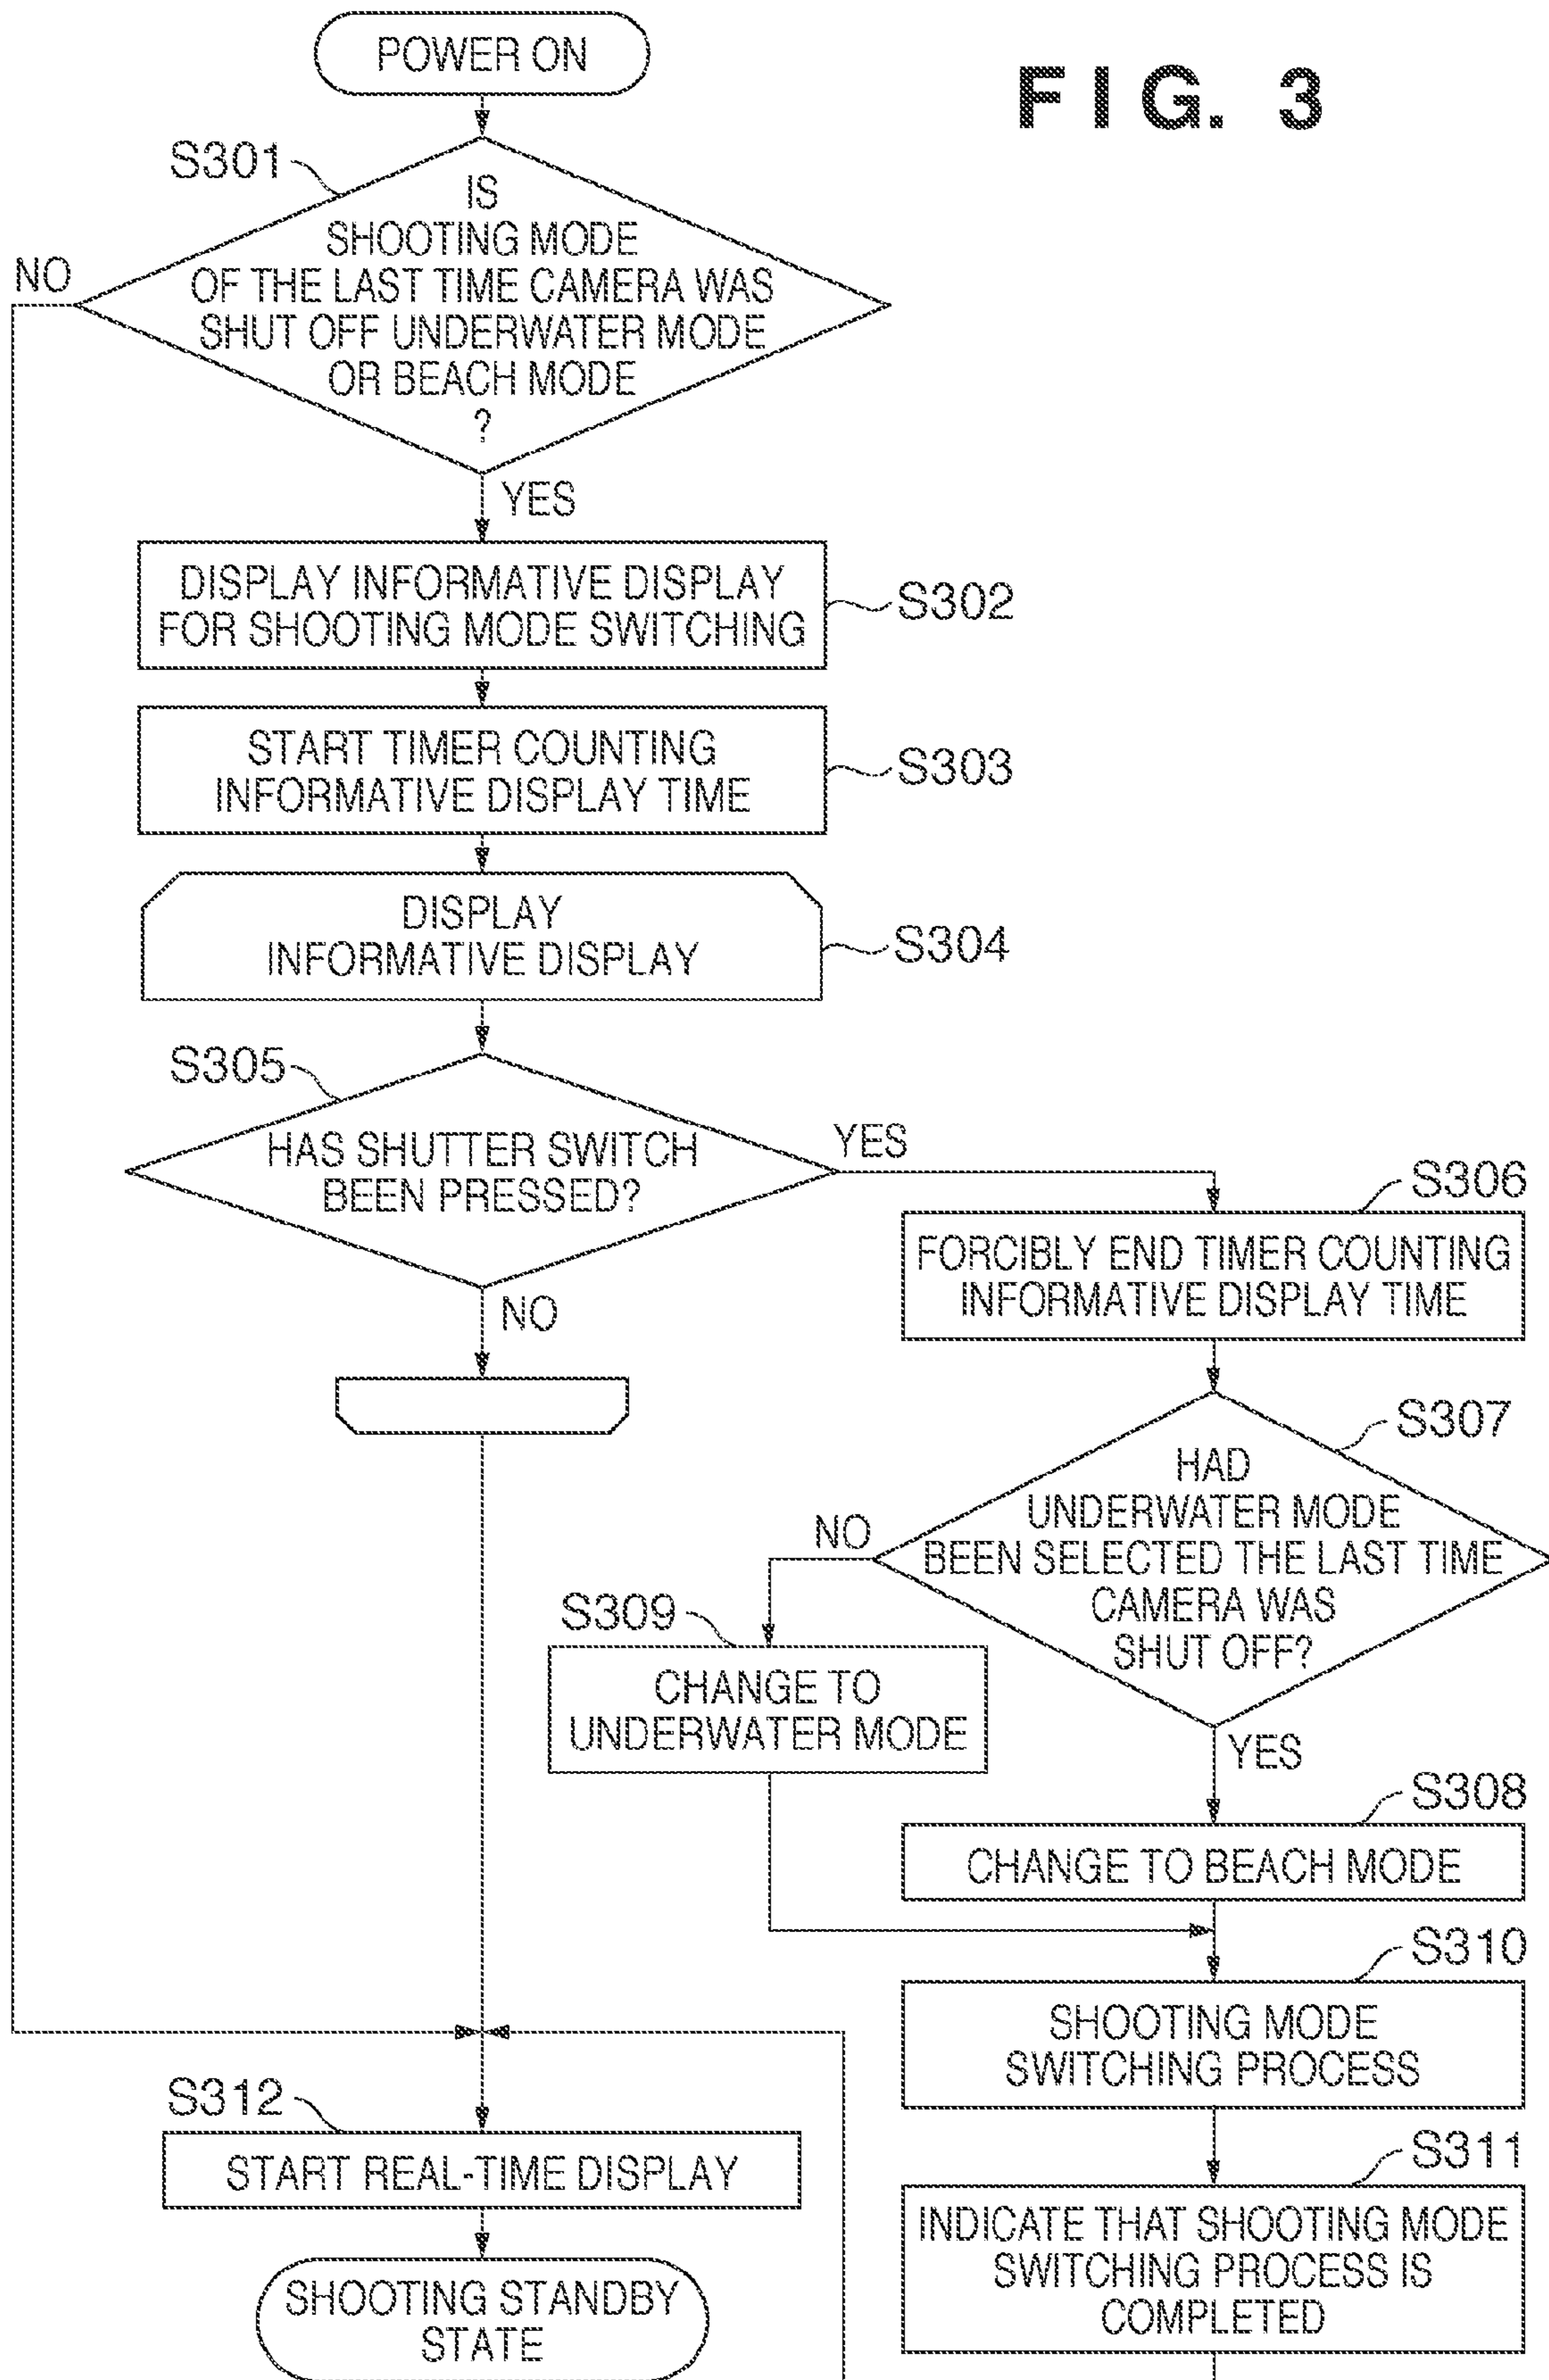 POWER ON
FIG. 3
S301
IS
SHOOTING MODE
OF THE LAST TIME CAMERA WAS
SHUT OFF UNDERWATER MODE
OR BEACH MODE
?
NO
YES
DISPLAY INFORMATIVE DISPLAY
FOR SHOOTING MODE SWITCHING
S302
START TIMER COUNTING
INFORMATIVE DISPLAY TIME
S303
DISPLAY
INFORMATIVE DISPLAY
S304
S305
HAS SHUTTER SWITCH
BEEN PRESSED?
YES
NO
S306
FORCIBLY END TIMER COUNTING
INFORMATIVE DISPLAY TIME
S307
HAD
UNDERWATER MODE
BEEN SELECTED THE LAST TIME
CAMERA WAS
SHUT OFF?
NO
YES
S309
CHANGE TO
UNDERWATER MODE
S308
CHANGE TO BEACH MODE
S310
SHOOTING MODE
SWITCHING PROCESS
S311
INDICATE THAT SHOOTING MODE
SWITCHING PROCESS IS
COMPLETED
S312
START REAL-TIME DISPLAY
SHOOTING STANDBY
STATE